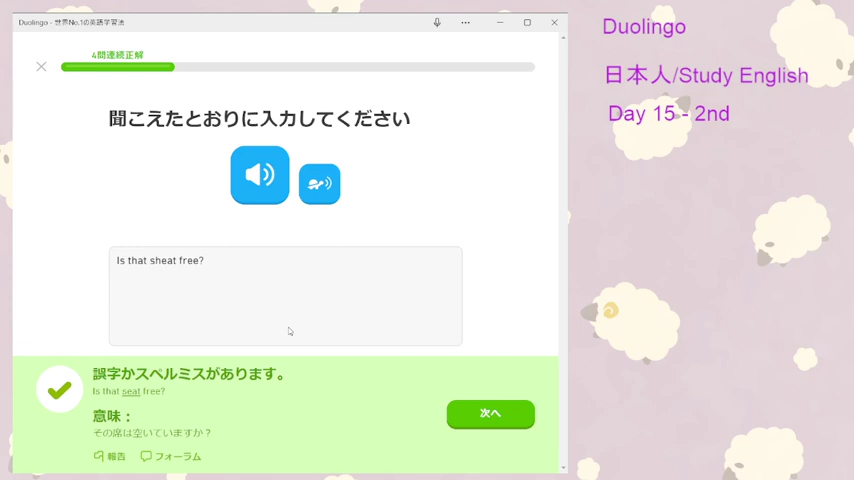 Duolingo - 世界No.1の英語学習法
4問連続正解
聞こえたとおりに入力してください
Is that sheat free?
誤字かスペルミスがあります。
Is that seat free?
意味：
その席は空いていますか？
報告 フォーラム
次へ
Duolingo
日本人/Study English
Day 15 - 2nd